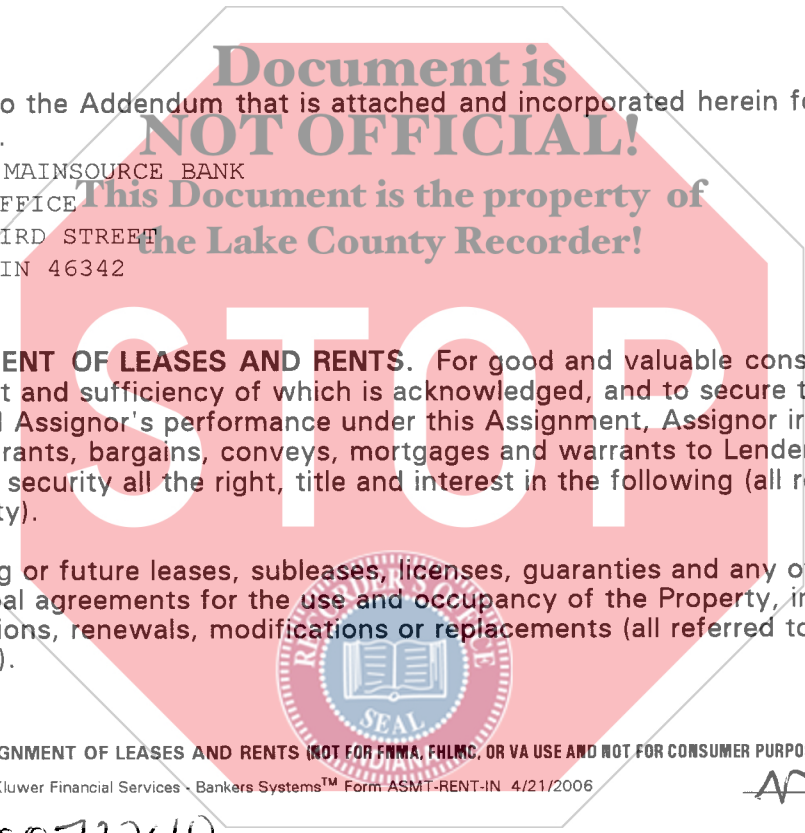 Document is
o the Addendum that is attached and incorporated herein fo
.
NOT OFFICIAL!
MAINSOURCE BANK
This Document is the property of
FFICE
IRD STREET
the Lake County Recorder!
IN 46342
STOP
ENT OF LEASES AND RENTS. For good and valuable cons
t and sufficiency of which is acknowledged, and to secure t
l Assignor's performance under this Assignment, Assignor ir
rants, bargains, conveys, mortgages and warrants to Lender
security all the right, title and interest in the following (all r
ty).
g or future leases, subleases, licenses, guaranties and any o
al agreements for the use and occupancy of the Property, in
ions, renewals, modifications or replacements (all referred to
).
RECORDER'S OFFICE
SEAL
INDIANA
GNMENT OF LEASES AND RENTS (NOT FOR FNMA, FHLMC, OR VA USE AND NOT FOR CONSUMER PURPO
Kluwer Financial Services - Bankers Systems™ Form ASMT-RENT-IN 4/21/2006